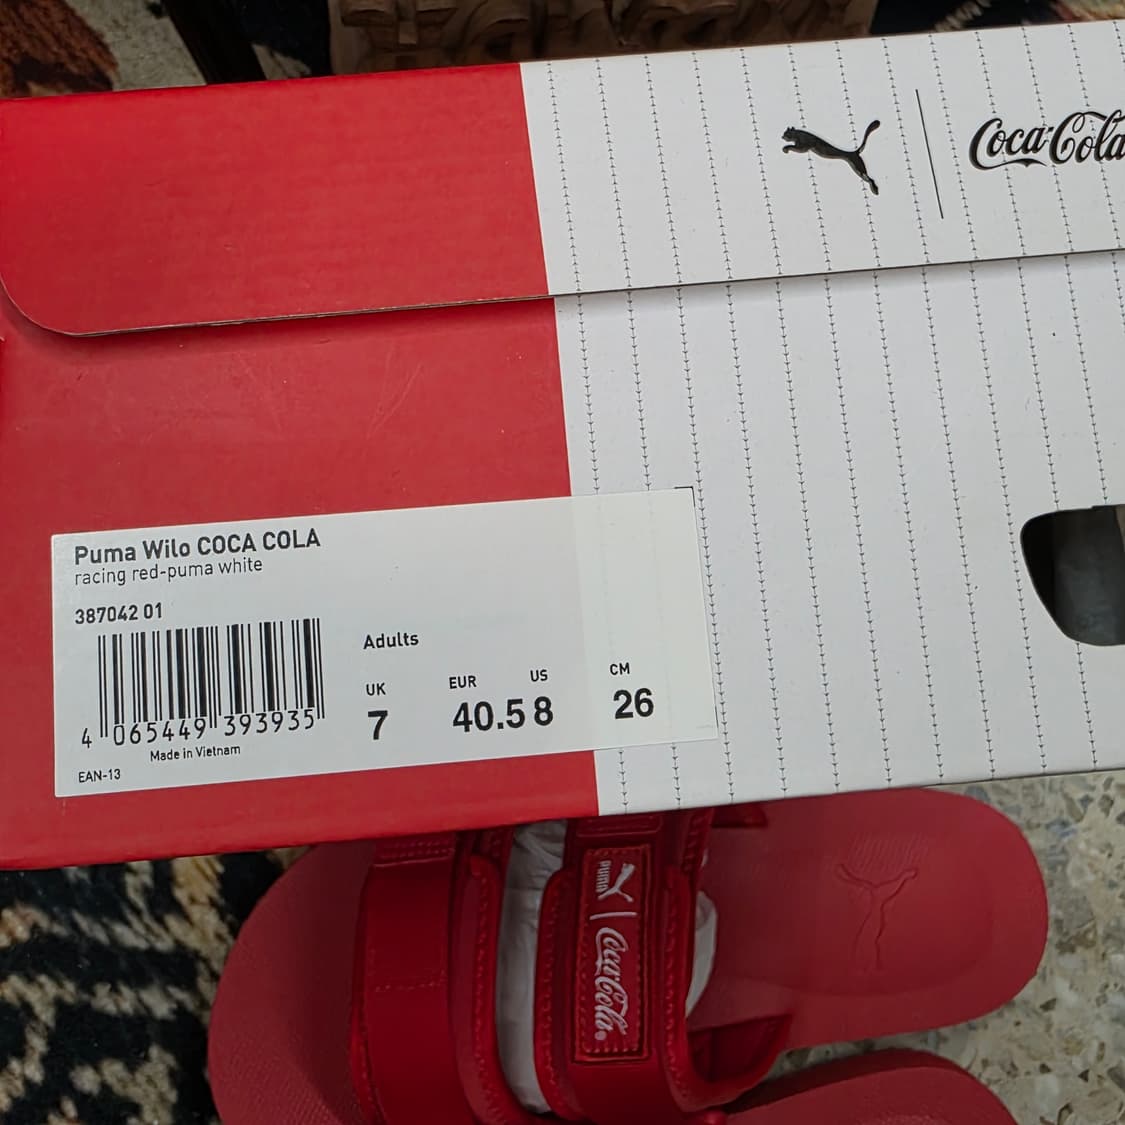 Coca-Cola
Puma Wilo COCA COLA
racing red-puma white
387042 01
Adults
UK EUR US CM
7 40.5 8 26
4 065449 393935
Made in Vietnam
EAN-13
PUMA | Coca-Cola